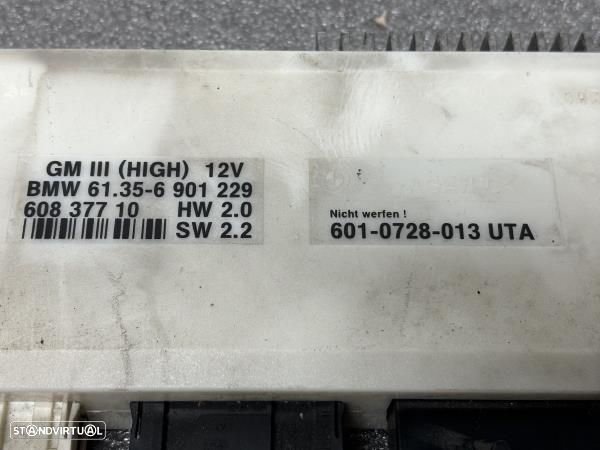 GM III (HIGH) 12V
BMW 61.35-6 901 229
608 377 10 HW 2.0
SW 2.2
Nicht werfen !
601-0728-013 UTA
STANDVIRTUAL